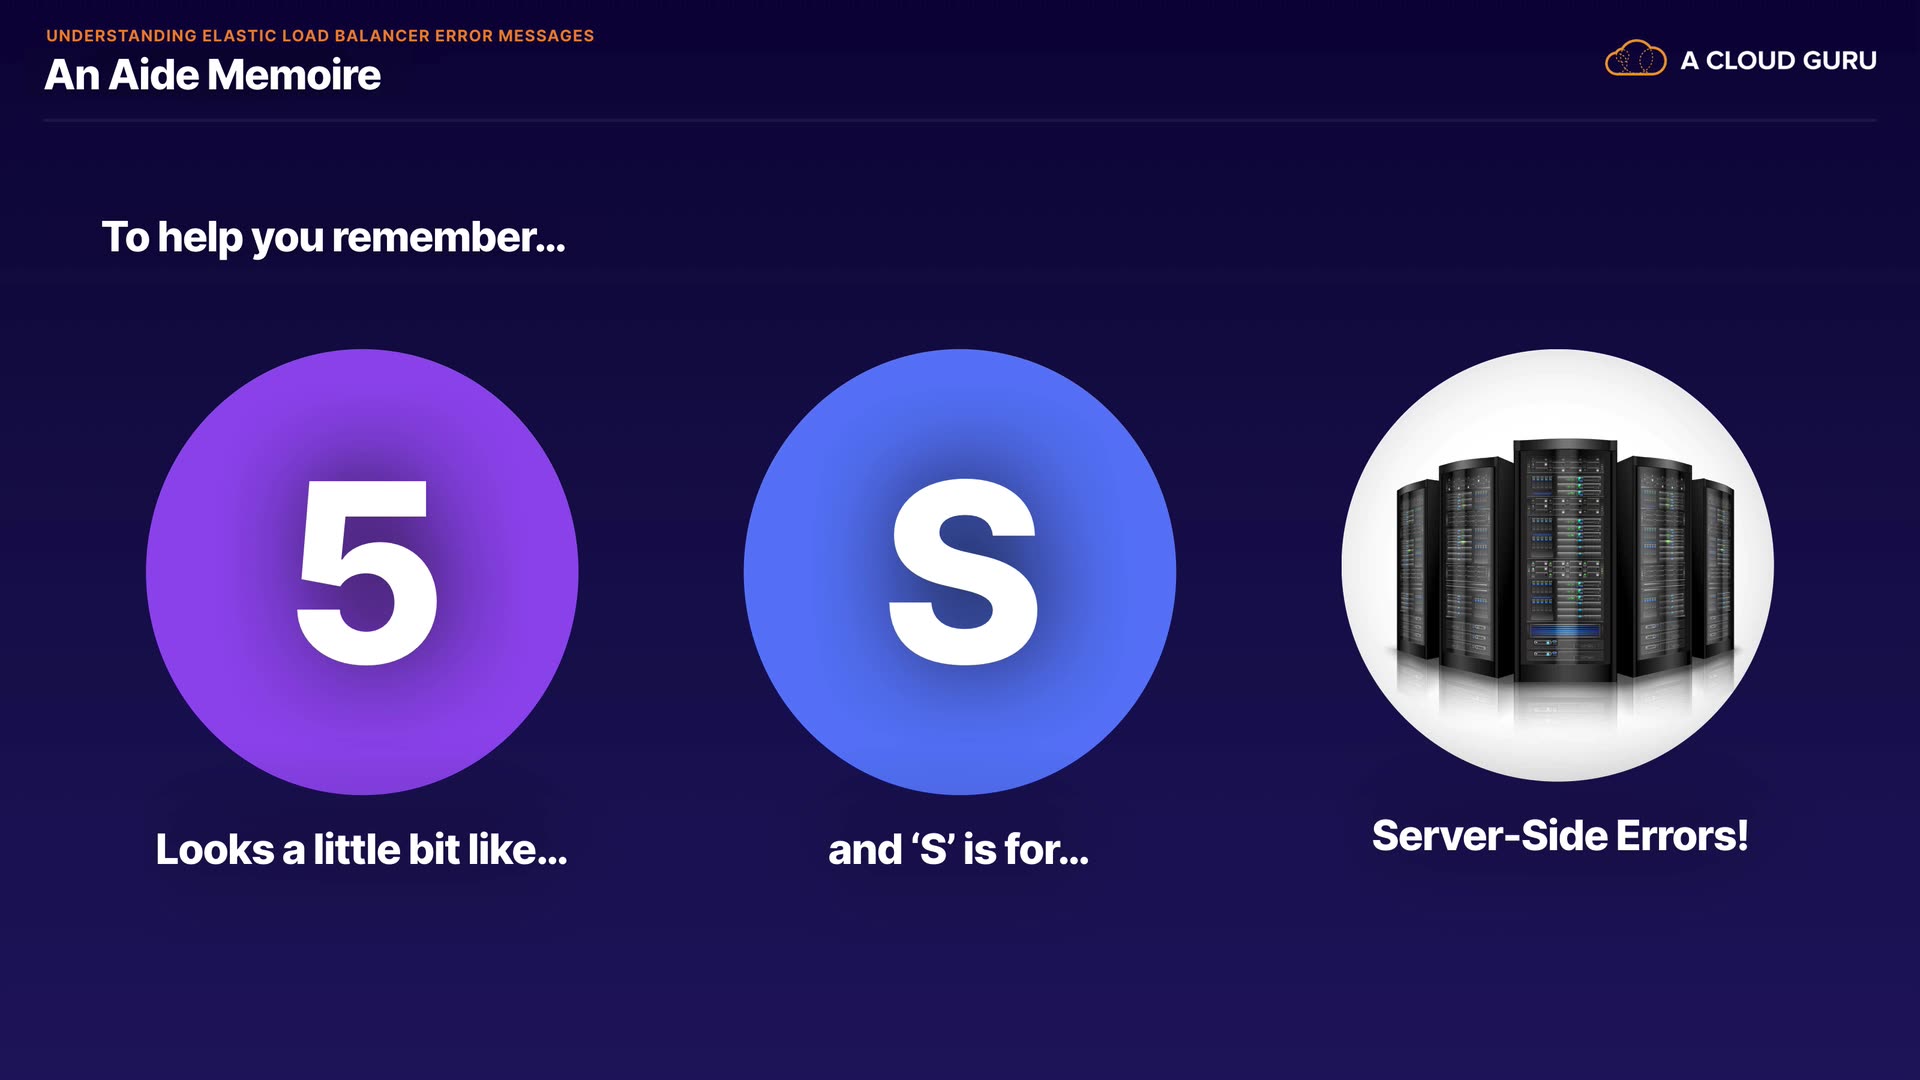 UNDERSTANDING ELASTIC LOAD BALANCER ERROR MESSAGES
An Aide Memoire
A CLOUD GURU
To help you remember...
5
S
Looks a little bit like...
and ‘S’ is for...
Server-Side Errors!